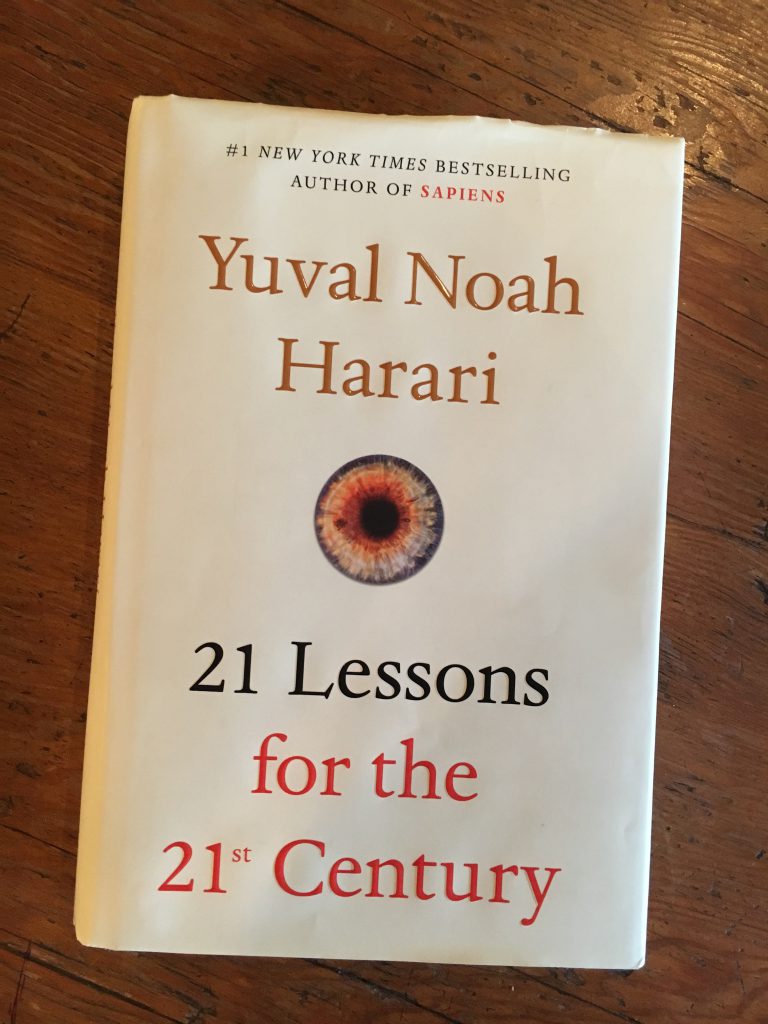 #1 NEW YORK TIMES BESTSELLING
AUTHOR OF SAPIENS
Yuval Noah
Harari
21 Lessons
for the
21st Century